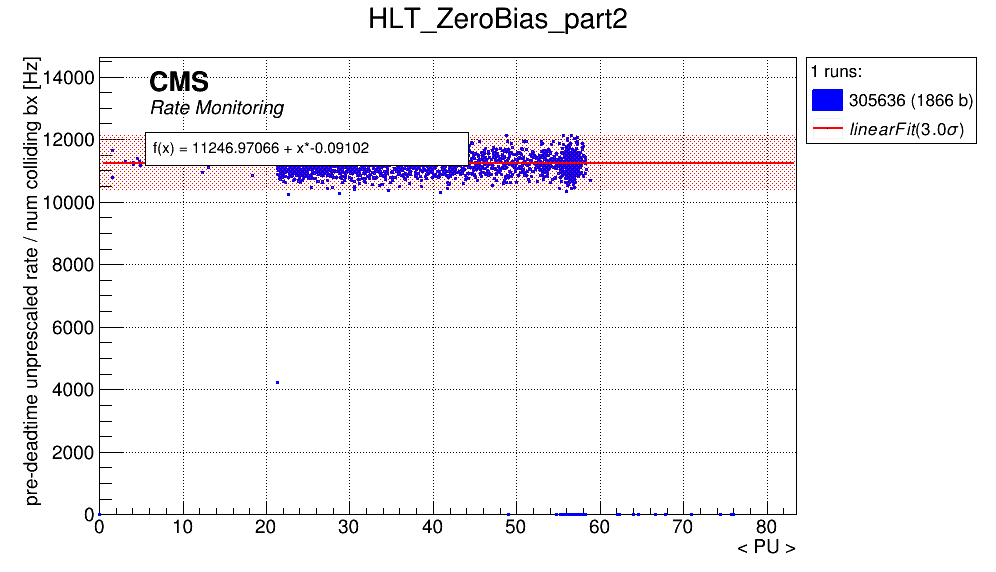 HLT_ZeroBias_part2
pre-deadtime unprescaled rate / num colliding bx [Hz]
14000
12000
10000
8000
6000
4000
2000
0
CMS
Rate Monitoring
f(x) = 11246.97066 + x*-0.09102
1 runs:
305636 (1866 b)
linearFit(3.0σ)
0 10 20 30 40 50 60 70 80
< PU >